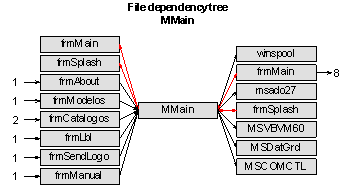 File dependency tree
MMain
frmMain
frmSplash
1 frmAbout
1 frmModelos
2 frmCatalogos
1 frmLbl
1 frmSendLogo
1 frmManual
MMain
winspool
frmMain 8
msado27
frmSplash
MSVBVM60
MSDatGrd
MSCOMCTL